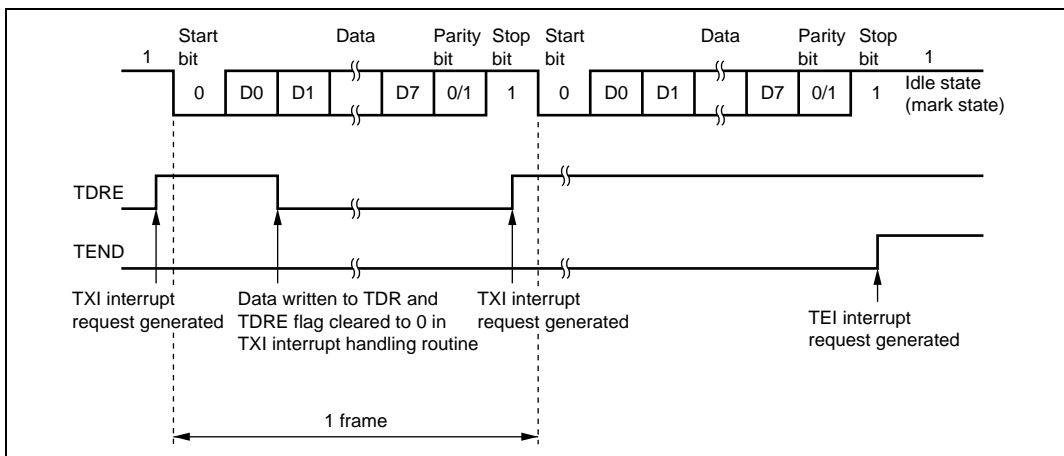 Start bit
Data
Parity bit
Stop bit
Start bit
Data
Parity bit
Stop bit
1
1
0
D0
D1
D7
0/1
1
0
D0
D1
D7
0/1
1
Idle state
(mark state)
TDRE
TEND
TXI interrupt
request generated
Data written to TDR and
TDRE flag cleared to 0 in
TXI interrupt handling routine
TXI interrupt
request generated
TEI interrupt
request generated
1 frame